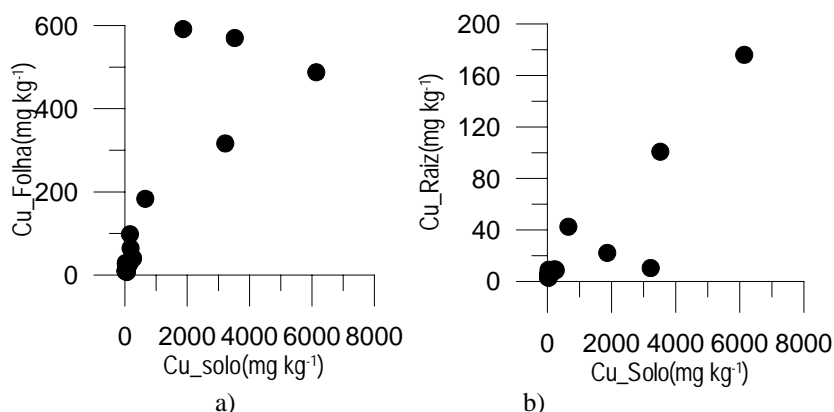 600
400
200
0
Cu_Folha(mg kg-1)
0 2000 4000 6000 8000
Cu_solo(mg kg-1)
a)
200
160
120
80
40
0
Cu_Raiz(mg kg-1)
0 2000 4000 6000 8000
Cu_Solo(mg kg-1)
b)